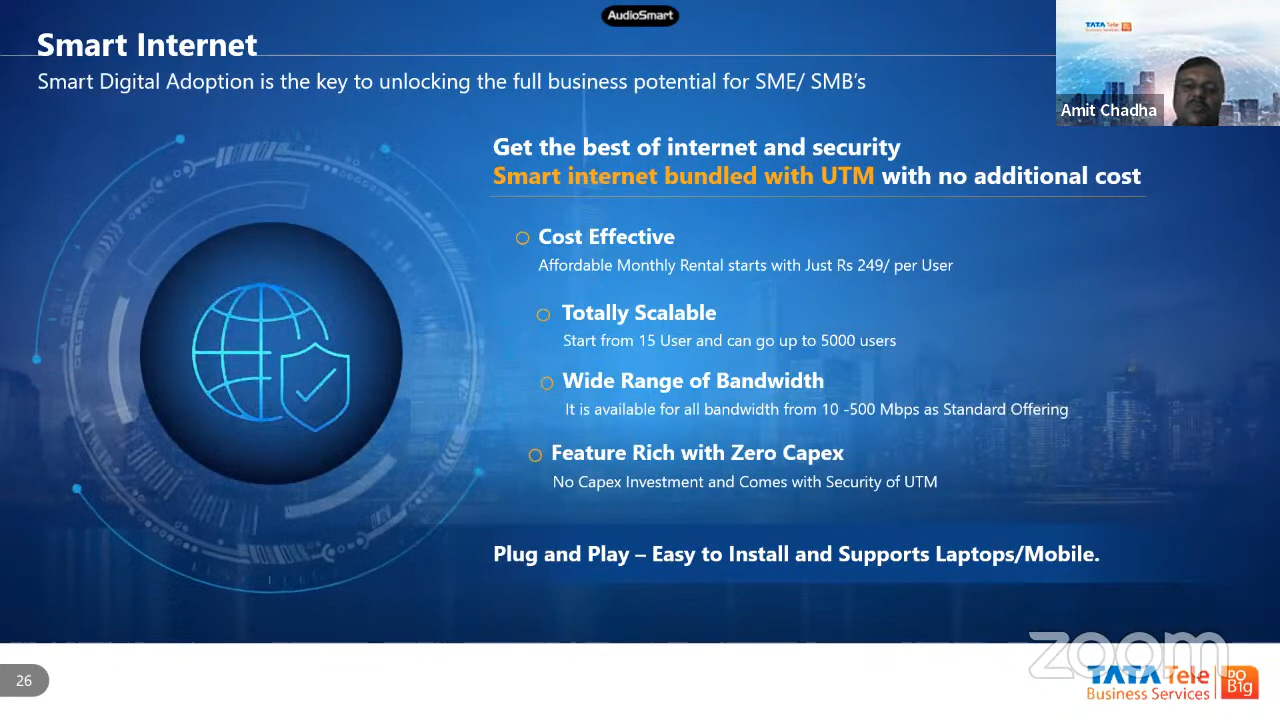 AudioSmart
Smart Internet
Smart Digital Adoption is the key to unlocking the full business potential for SME/ SMB's
TATA Tele
Business Services
Amit Chadha
Get the best of internet and security
Smart internet bundled with UTM with no additional cost
Cost Effective
Affordable Monthly Rental starts with Just Rs 249/ per User
Totally Scalable
Start from 15 User and can go up to 5000 users
Wide Range of Bandwidth
It is available for all bandwidth from 10 -500 Mbps as Standard Offering
Feature Rich with Zero Capex
No Capex Investment and Comes with Security of UTM
Plug and Play – Easy to Install and Supports Laptops/Mobile.
zoom
26
TATA Tele
Business Services
DO
Big